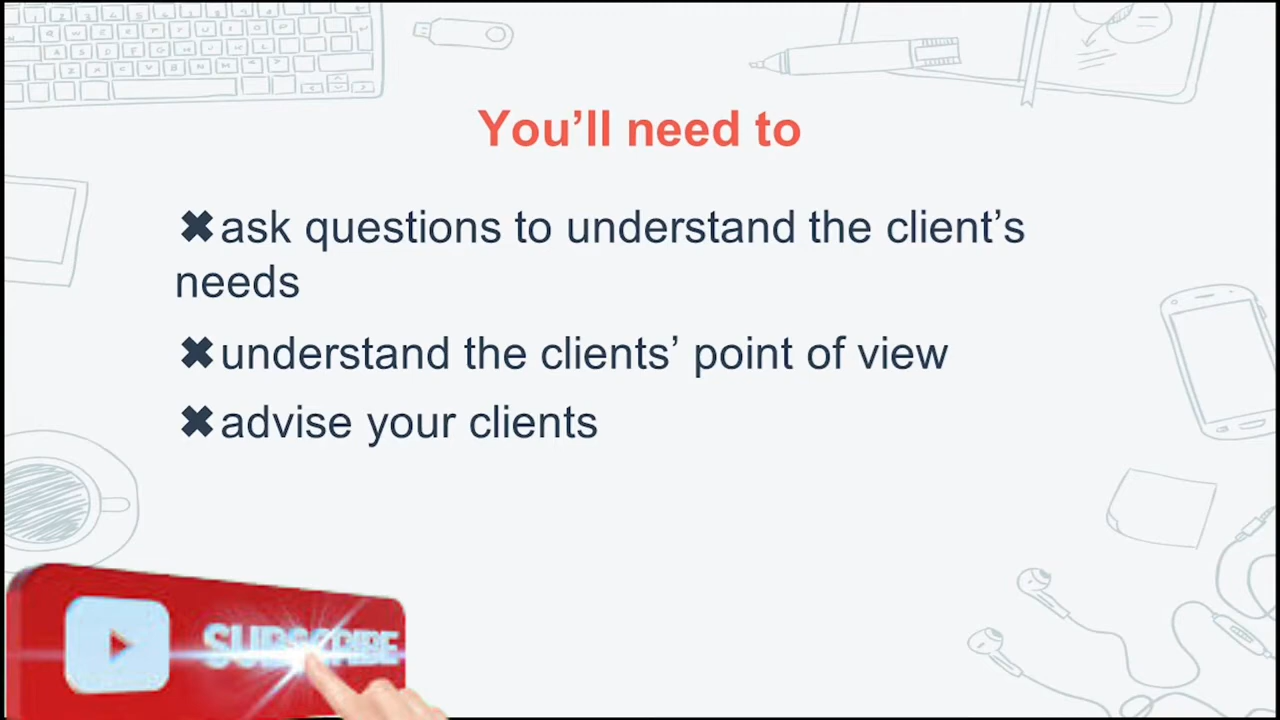 You’ll need to
✖ask questions to understand the client’s
needs
✖understand the clients’ point of view
✖advise your clients
SUBSCRIBE